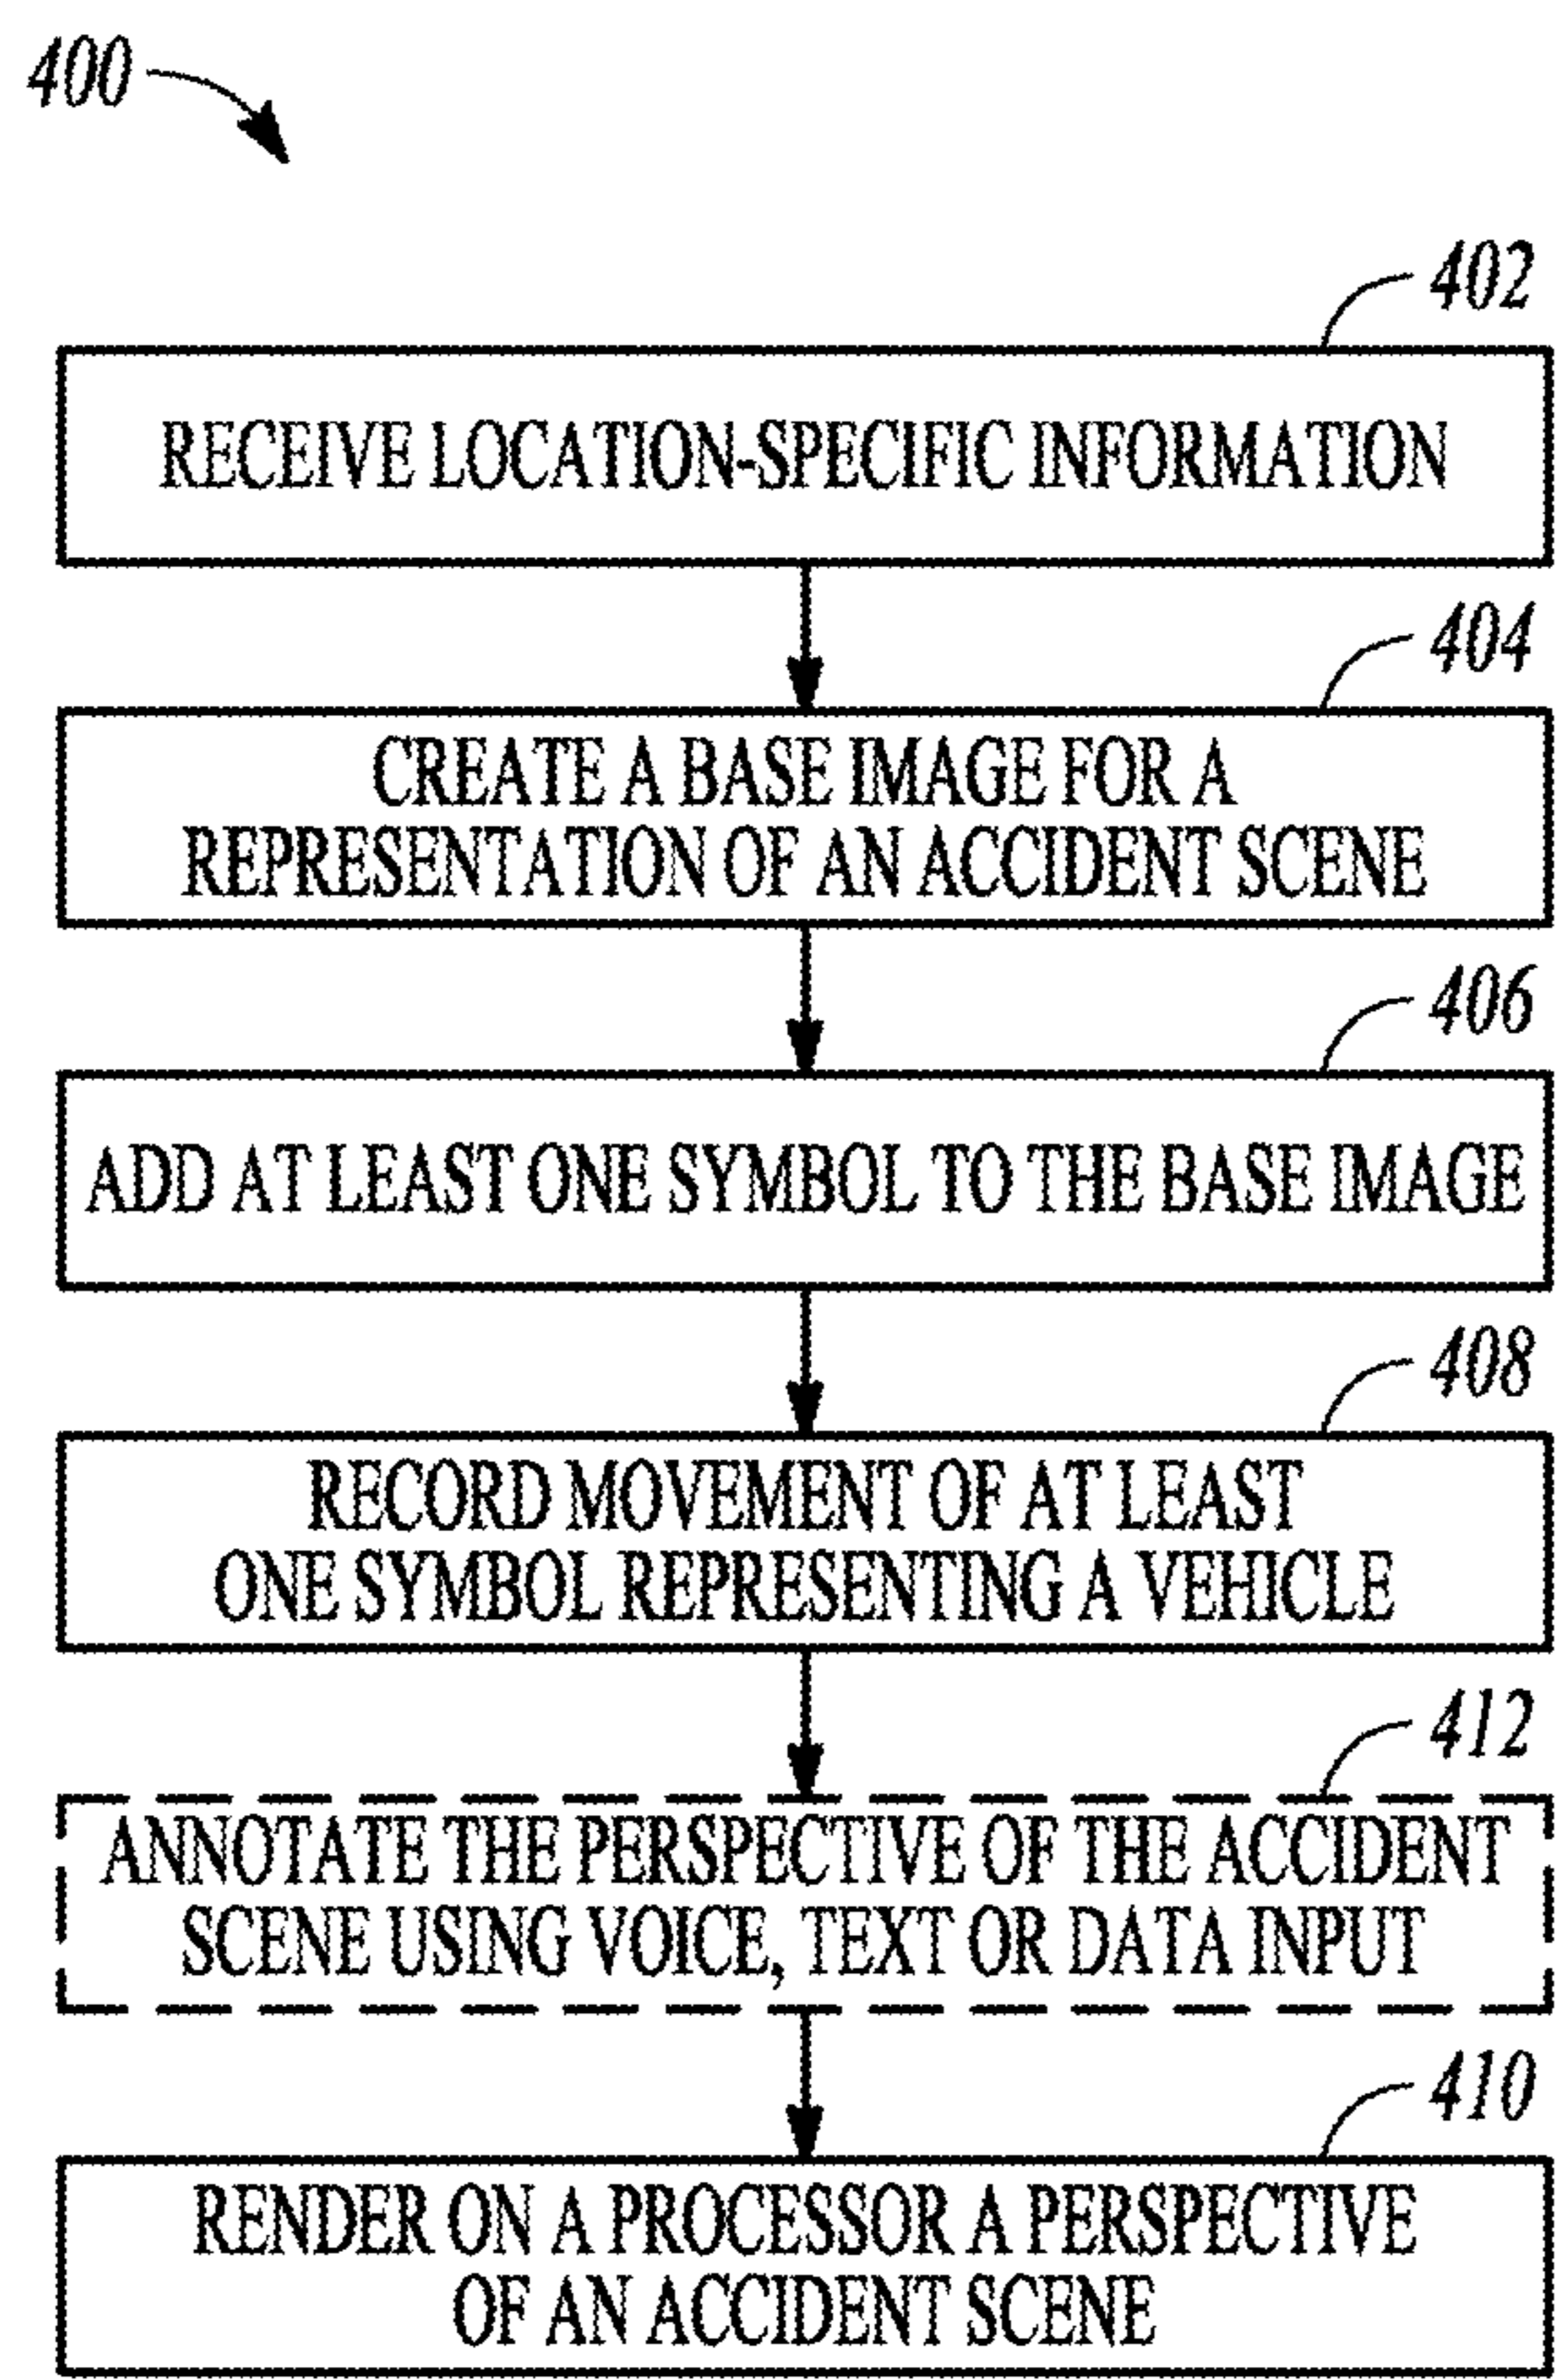 400
402
RECEIVE LOCATION-SPECIFIC INFORMATION
404
CREATE A BASE IMAGE FOR A
REPRESENTATION OF AN ACCIDENT SCENE
406
ADD AT LEAST ONE SYMBOL TO THE BASE IMAGE
408
RECORD MOVEMENT OF AT LEAST
ONE SYMBOL REPRESENTING A VEHICLE
412
ANNOTATE THE PERSPECTIVE OF THE ACCIDENT
SCENE USING VOICE, TEXT OR DATA INPUT
410
RENDER ON A PROCESSOR A PERSPECTIVE
OF AN ACCIDENT SCENE